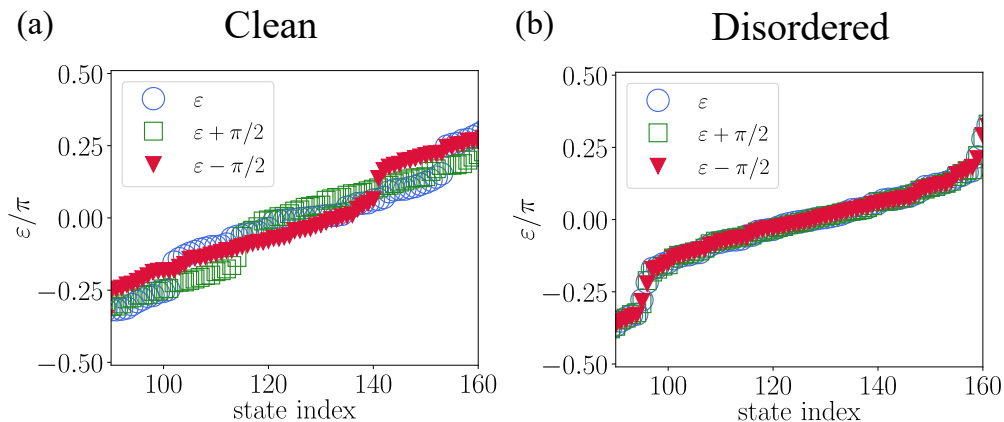 (a) Clean
0.50
0.25
0.00
−0.25
−0.50
ε/π
ε
ε + π/2
ε − π/2
100 120 140 160
state index
(b) Disordered
0.50
0.25
0.00
−0.25
−0.50
ε/π
ε
ε + π/2
ε − π/2
100 120 140 160
state index